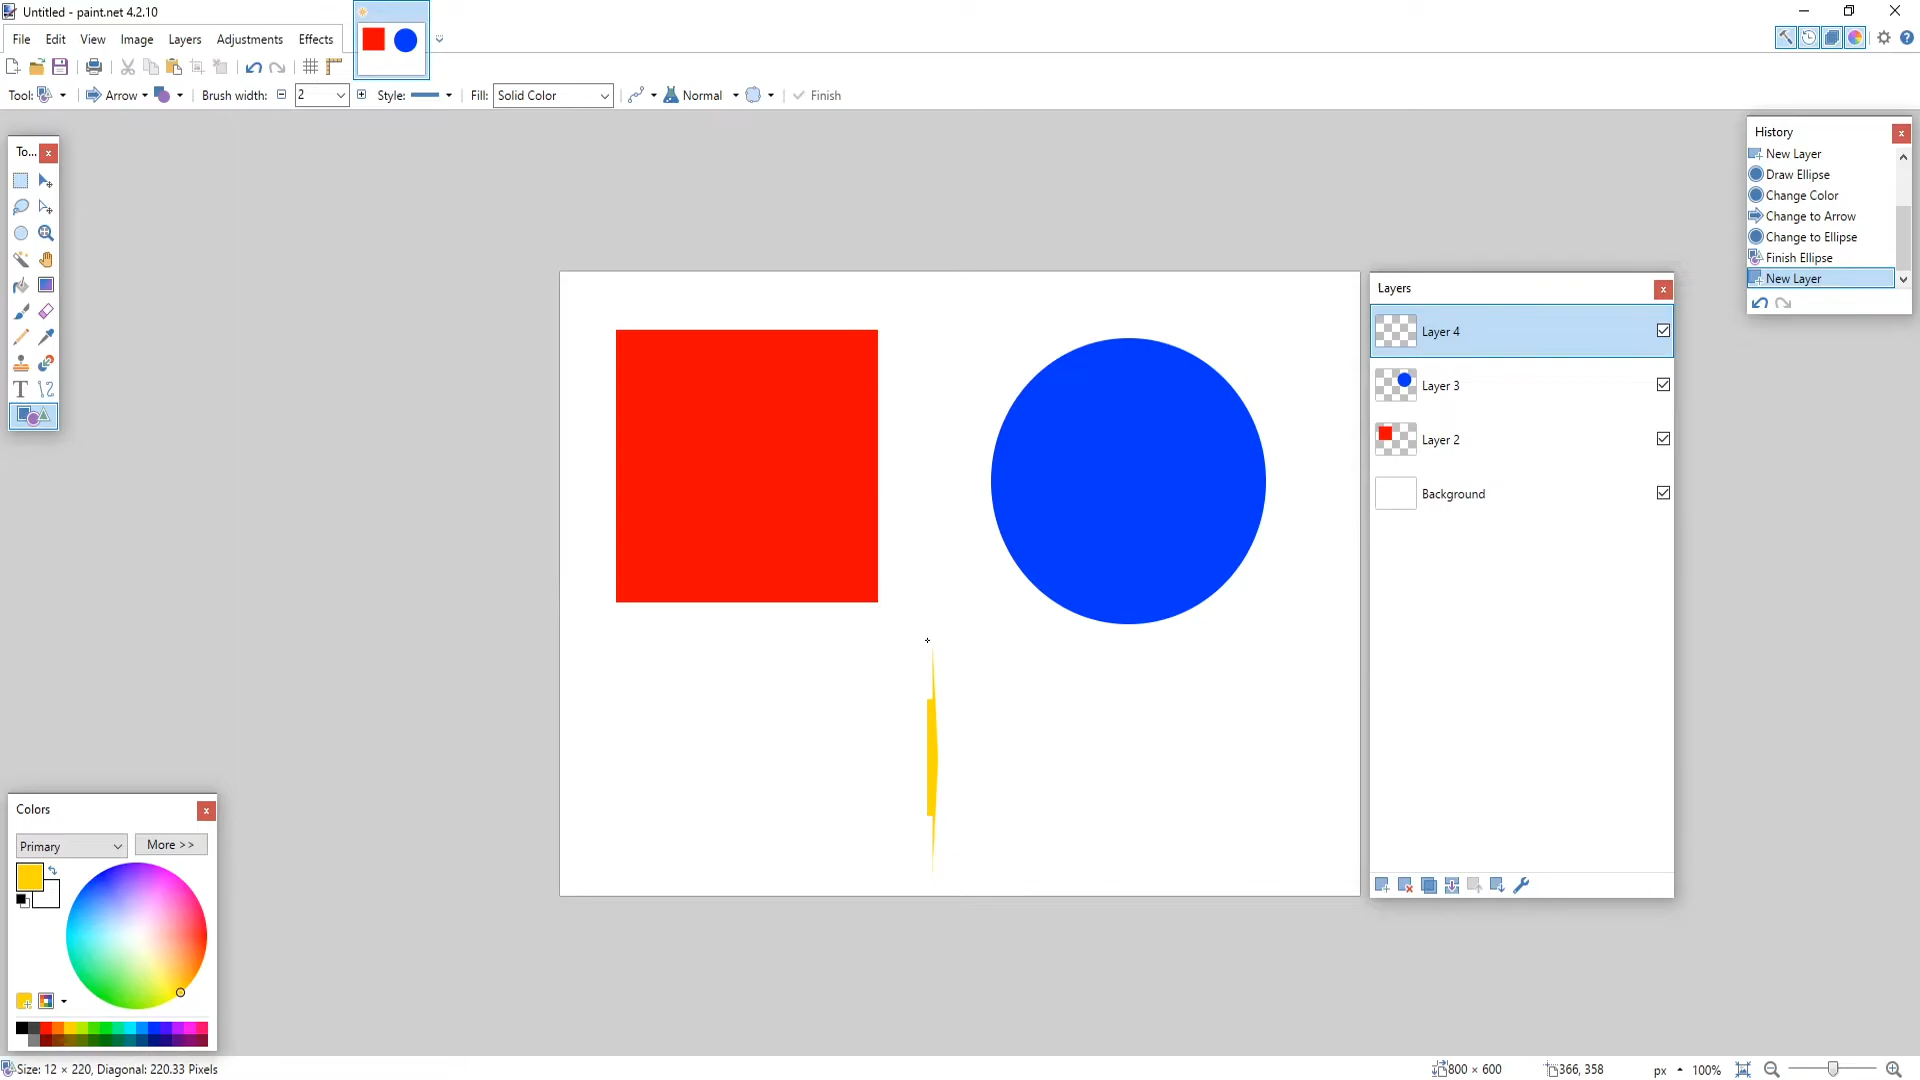 Untitled - paint.net 4.2.10
File Edit View Image Layers Adjustments Effects
Tool: Arrow Brush width: 2 Style: Fill: Solid Color Normal Finish
To...
T
History
New Layer
Draw Ellipse
Change Color
Change to Arrow
Change to Ellipse
Finish Ellipse
New Layer
Layers
Layer 4
Layer 3
Layer 2
Background
Colors
Primary More >>
Size: 12 × 220, Diagonal: 220.33 Pixels 800 × 600 366, 358 px 100%